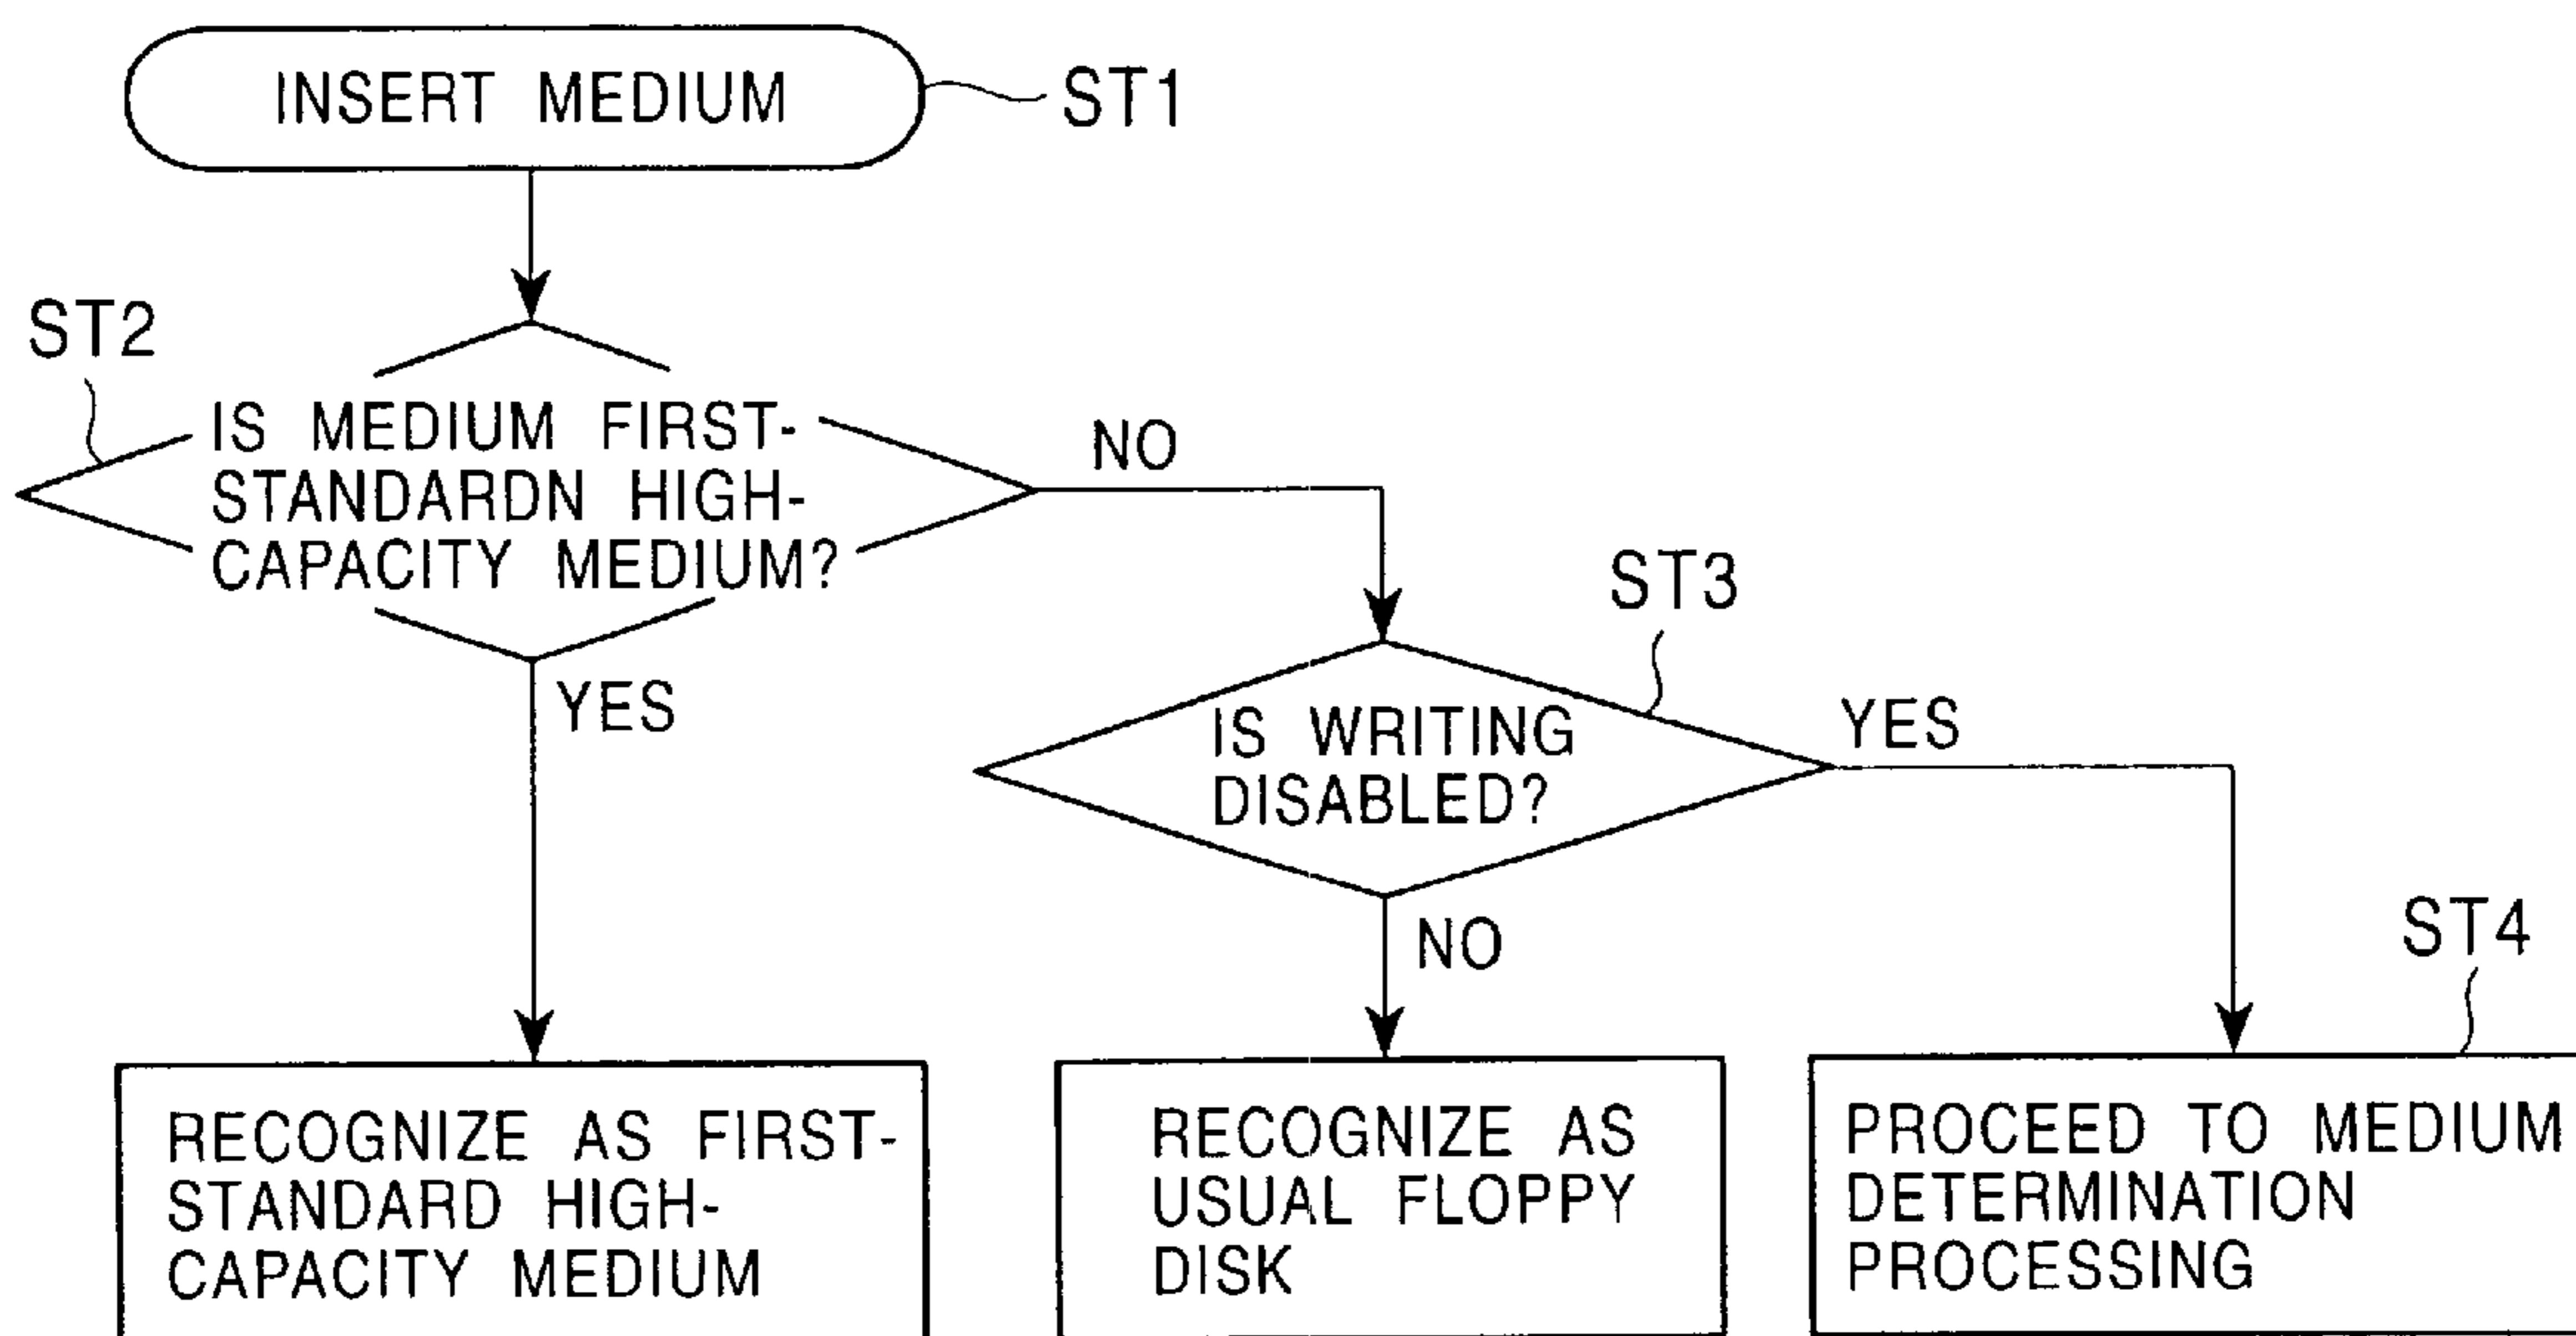 INSERT MEDIUM
ST1
ST2
IS MEDIUM FIRST-
STANDARDN HIGH-
CAPACITY MEDIUM?
NO
YES
ST3
IS WRITING
DISABLED?
YES
NO
ST4
RECOGNIZE AS FIRST-
STANDARD HIGH-
CAPACITY MEDIUM
RECOGNIZE AS
USUAL FLOPPY
DISK
PROCEED TO MEDIUM
DETERMINATION
PROCESSING